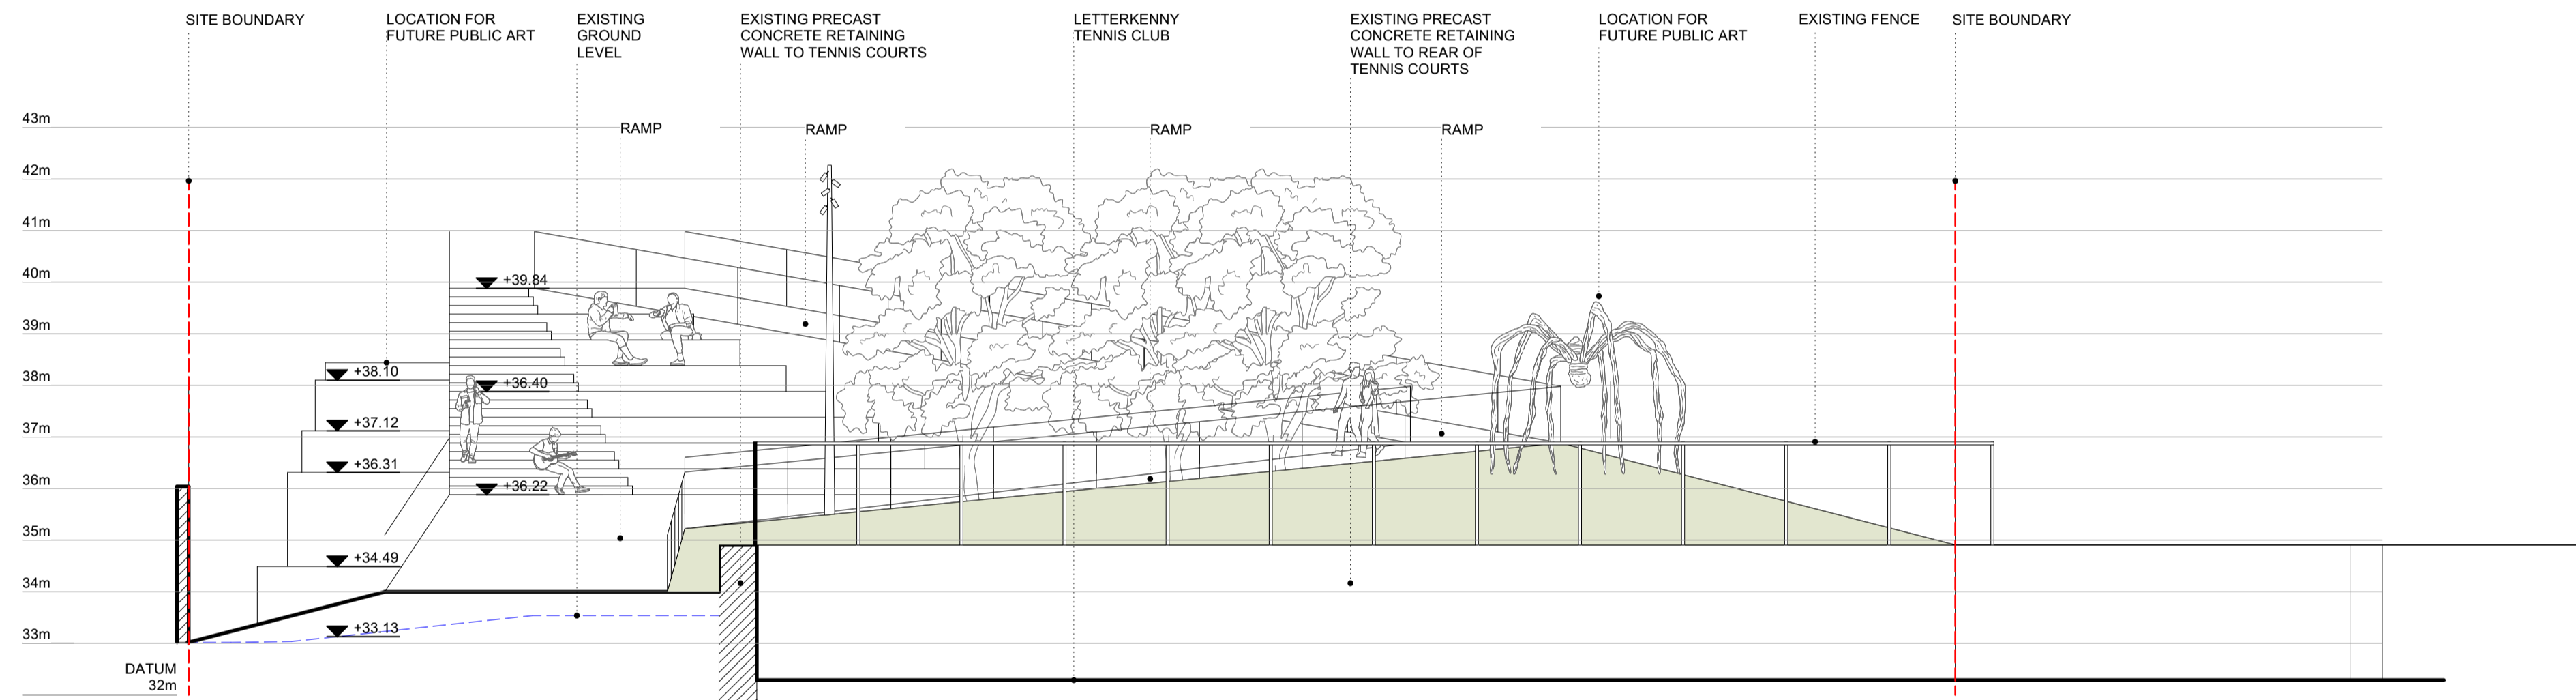 SITE BOUNDARY
LOCATION FOR
FUTURE PUBLIC ART
EXISTING
GROUND
LEVEL
EXISTING PRECAST
CONCRETE RETAINING
WALL TO TENNIS COURTS
LETTERKENNY
TENNIS CLUB
EXISTING PRECAST
CONCRETE RETAINING
WALL TO REAR OF
TENNIS COURTS
LOCATION FOR
FUTURE PUBLIC ART
EXISTING FENCE
SITE BOUNDARY
43m
RAMP
RAMP
RAMP
RAMP
42m
41m
40m
+39.84
39m
38m
+38.10
+36.40
37m
+37.12
+36.31
36m
+36.22
35m
+34.49
34m
33m
+33.13
DATUM
32m